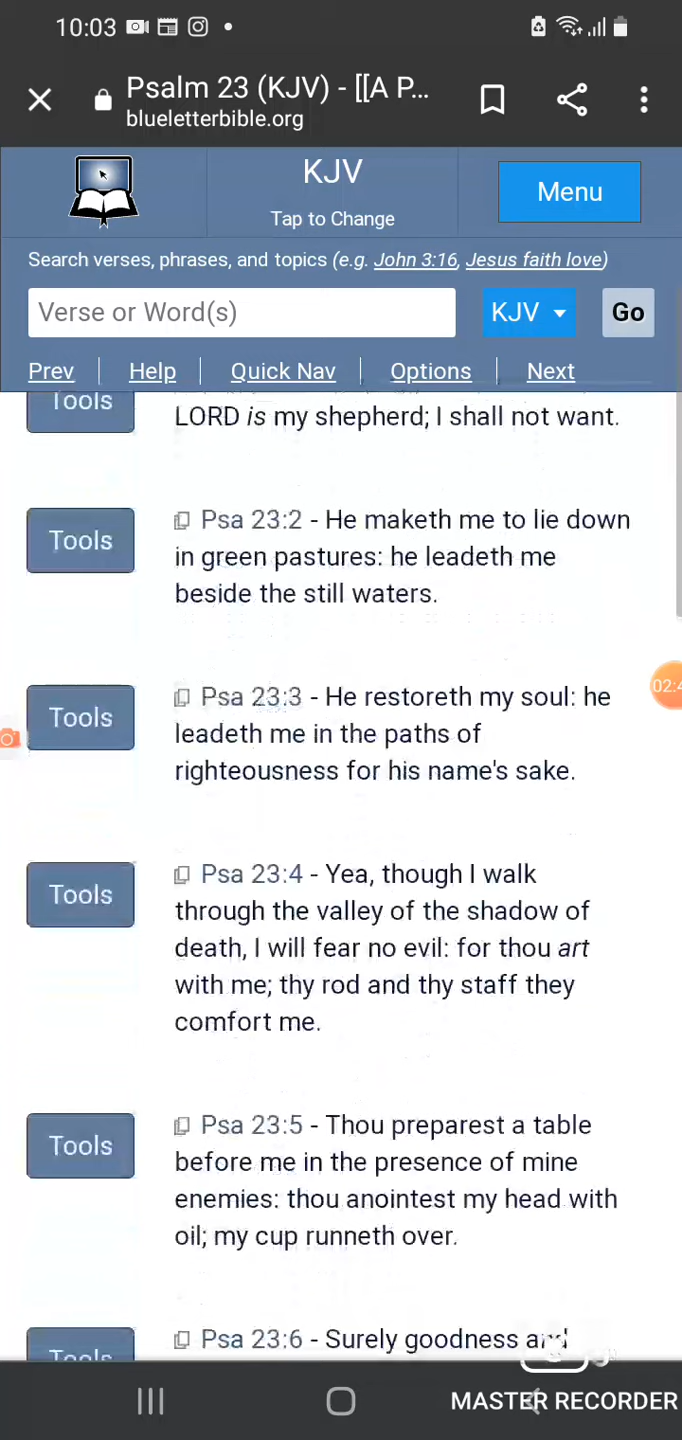 10:03
Psalm 23 (KJV) - [[A P...
blueletterbible.org
KJV
Tap to Change
Menu
Search verses, phrases, and topics (e.g. John 3:16, Jesus faith love)
Verse or Word(s)
KJV
Go
Prev
Help
Quick Nav
Options
Next
Tools
LORD is my shepherd; I shall not want.
Tools
Psa 23:2 - He maketh me to lie down
in green pastures: he leadeth me
beside the still waters.
02:4
Tools
Psa 23:3 - He restoreth my soul: he
leadeth me in the paths of
righteousness for his name's sake.
Tools
Psa 23:4 - Yea, though I walk
through the valley of the shadow of
death, I will fear no evil: for thou art
with me; thy rod and thy staff they
comfort me.
Tools
Psa 23:5 - Thou preparest a table
before me in the presence of mine
enemies: thou anointest my head with
oil; my cup runneth over.
Tools
Psa 23:6 - Surely goodness and
MASTER RECORDER